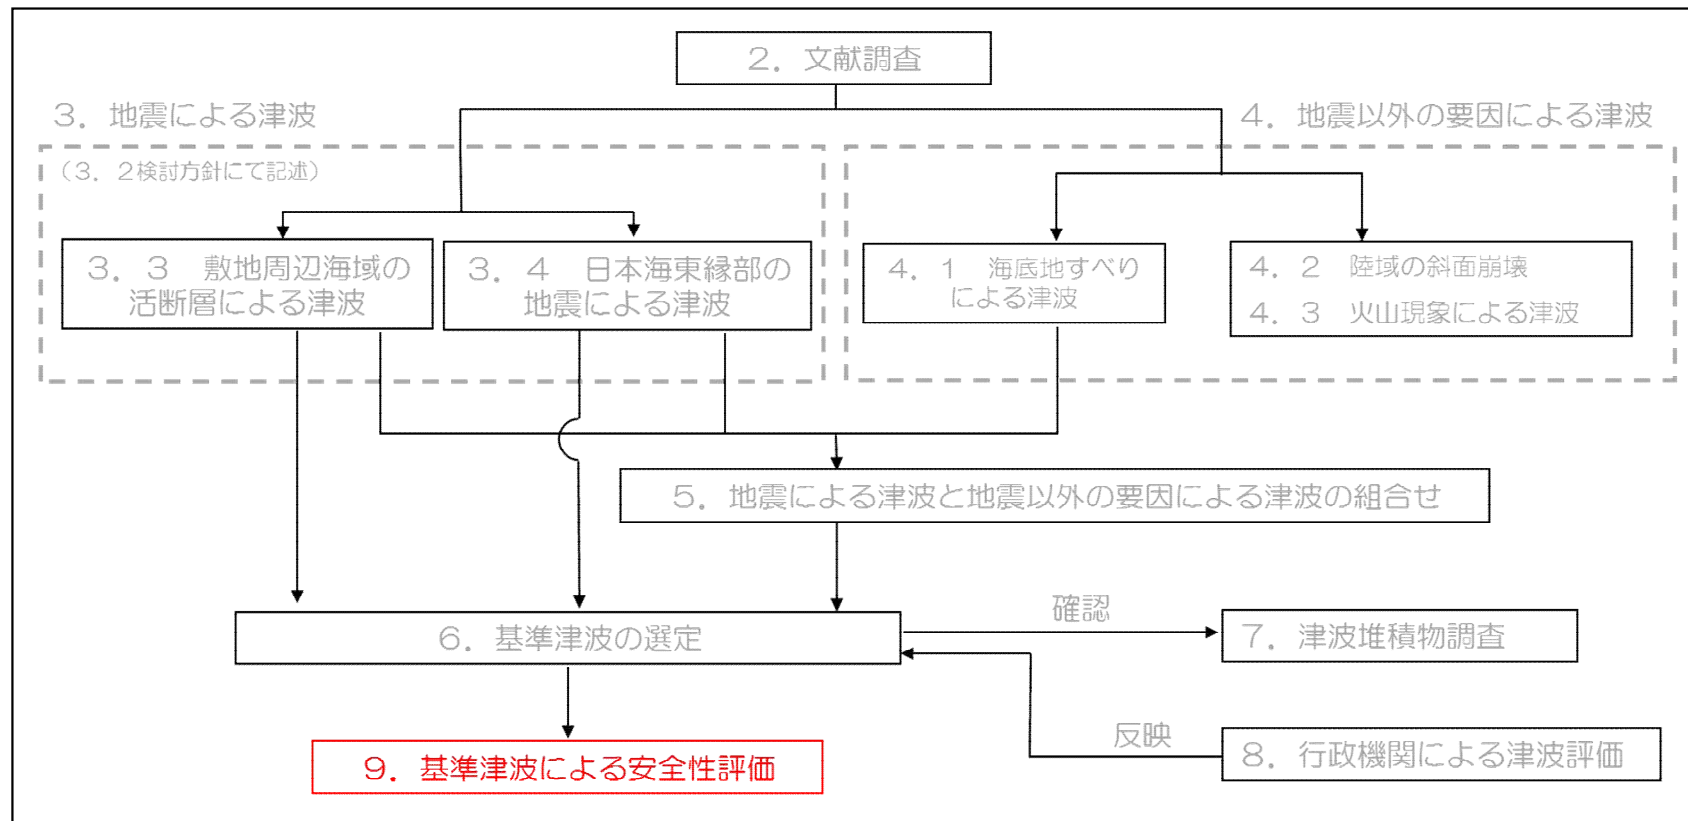 2．文献調査
3．地震による津波
4．地震以外の要因による津波
（3．2検討方針にて記述）
3．3　敷地周辺海域の
活断層による津波
3．4　日本海東縁部の
地震による津波
4．1　海底地すべり
による津波
4．2　陸域の斜面崩壊
4．3　火山現象による津波
5．地震による津波と地震以外の要因による津波の組合せ
6．基準津波の選定
確認
7．津波堆積物調査
反映
8．行政機関による津波評価
9．基準津波による安全性評価